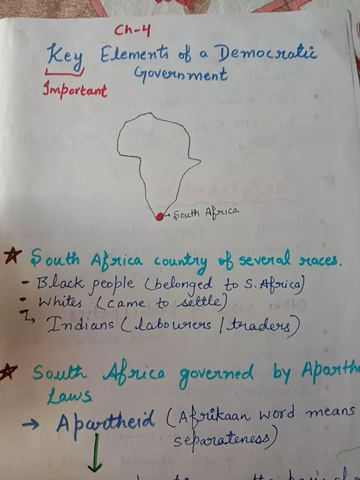 Ch-4
Key Elements of a Democratic
Government
Important
South Africa
South Africa country of several races.
- Black people (belonged to S. Africa)
- Whites (came to settle)
Indians (labourers / traders)
South Africa governed by Aparthe
Laws
→ Apartheid (Afrikaan word means
separateness)